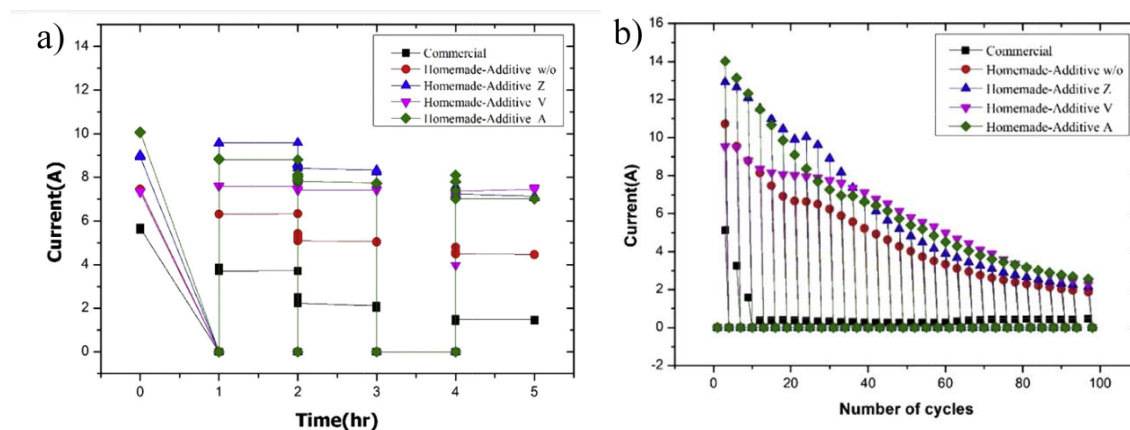 a)
Current(A)
14
12
10
8
6
4
2
0
Commercial
Homemade-Additive w/o
Homemade-Additive Z
Homemade-Additive V
Homemade-Additive A
0 1 2 3 4 5
Time(hr)
b)
Current(A)
16
14
12
10
8
6
4
2
0
-2
Commercial
Homemade-Additive w/o
Homemade-Additive Z
Homemade-Additive V
Homemade-Additive A
0 20 40 60 80 100
Number of cycles